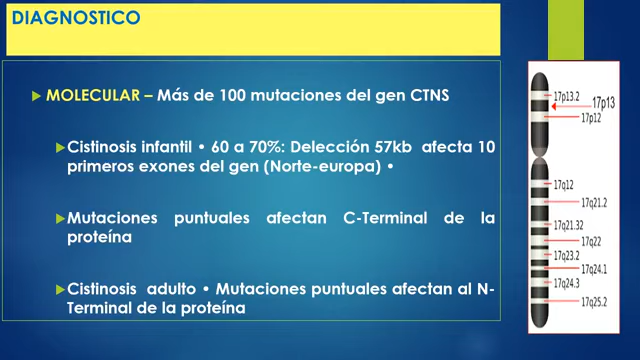 DIAGNOSTICO
MOLECULAR – Más de 100 mutaciones del gen CTNS
Cistinosis infantil • 60 a 70%: Delección 57kb afecta 10
primeros exones del gen (Norte-europa) •
Mutaciones puntuales afectan C-Terminal de la
proteína
Cistinosis adulto • Mutaciones puntuales afectan al N-
Terminal de la proteína
17p13.2
17p13
17p12
17q12
17q21.2
17q21.32
17q22
17q23.2
17q24.1
17q24.3
17q25.2